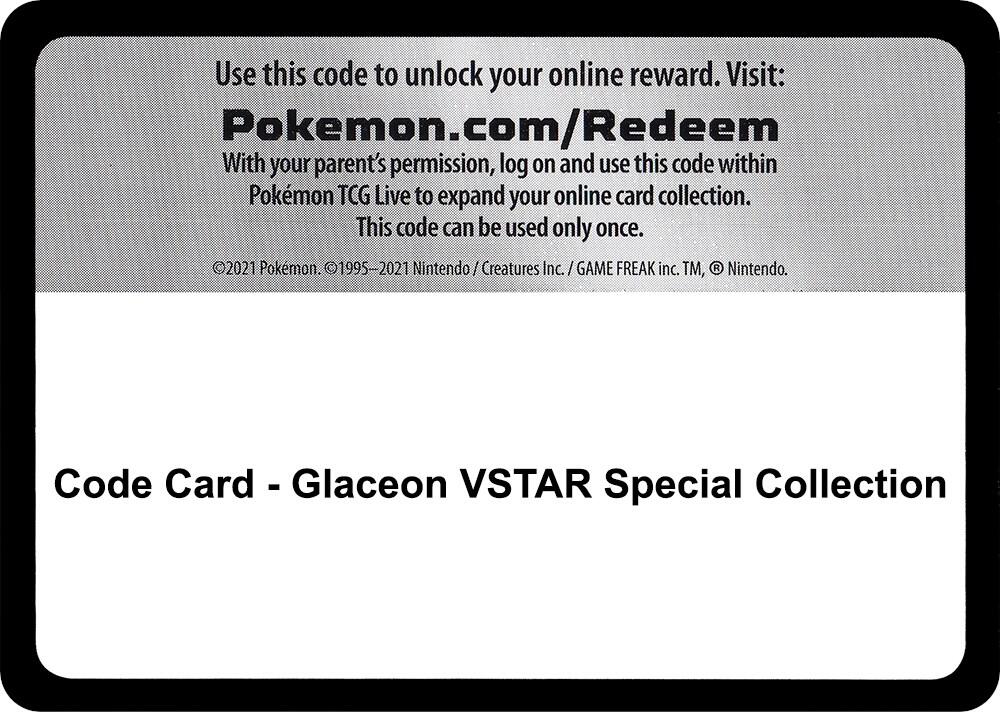 Use this code to unlock your online reward. Visit:
Pokemon.com/Redeem
With your parent's permission, log on and use this code within
Pokémon TCG Live to expand your online card collection.
This code can be used only once.
©2021 Pokémon. ©1995–2021 Nintendo / Creatures Inc. / GAME FREAK inc. TM, ® Nintendo.
Code Card - Glaceon VSTAR Special Collection